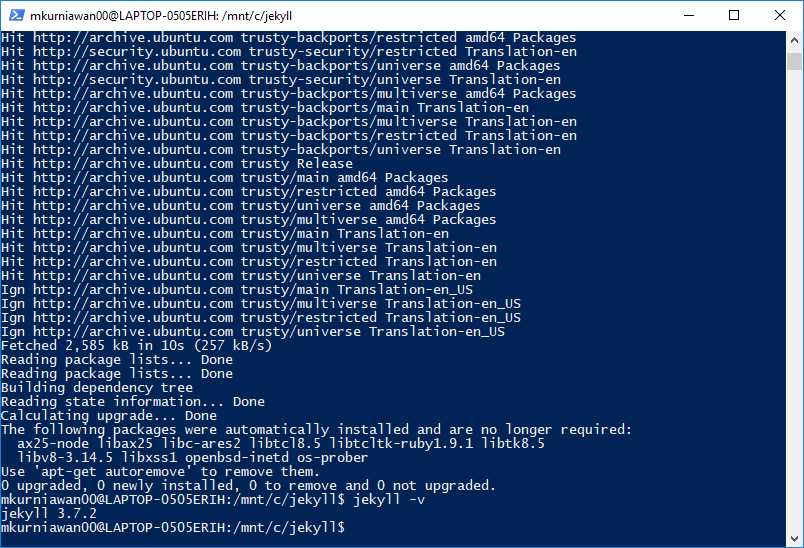 mkurniawan00@LAPTOP-0505ERIH: /mnt/c/jekyll
Hit http://archive.ubuntu.com trusty-backports/restricted amd64 Packages
Hit http://security.ubuntu.com trusty-security/restricted Translation-en
Hit http://archive.ubuntu.com trusty-backports/universe amd64 Packages
Hit http://security.ubuntu.com trusty-security/universe Translation-en
Hit http://archive.ubuntu.com trusty-backports/multiverse amd64 Packages
Hit http://archive.ubuntu.com trusty-backports/main Translation-en
Hit http://archive.ubuntu.com trusty-backports/multiverse Translation-en
Hit http://archive.ubuntu.com trusty-backports/restricted Translation-en
Hit http://archive.ubuntu.com trusty-backports/universe Translation-en
Hit http://archive.ubuntu.com trusty Release
Hit http://archive.ubuntu.com trusty/main amd64 Packages
Hit http://archive.ubuntu.com trusty/restricted amd64 Packages
Hit http://archive.ubuntu.com trusty/universe amd64 Packages
Hit http://archive.ubuntu.com trusty/multiverse amd64 Packages
Hit http://archive.ubuntu.com trusty/main Translation-en
Hit http://archive.ubuntu.com trusty/multiverse Translation-en
Hit http://archive.ubuntu.com trusty/restricted Translation-en
Hit http://archive.ubuntu.com trusty/universe Translation-en
Ign http://archive.ubuntu.com trusty/main Translation-en_US
Ign http://archive.ubuntu.com trusty/multiverse Translation-en_US
Ign http://archive.ubuntu.com trusty/restricted Translation-en_US
Ign http://archive.ubuntu.com trusty/universe Translation-en_US
Fetched 2,585 kB in 10s (257 kB/s)
Reading package lists... Done
Reading package lists... Done
Building dependency tree
Reading state information... Done
Calculating upgrade... Done
The following packages were automatically installed and are no longer required:
  ax25-node libax25 libc-ares2 libtcl8.5 libtcltk-ruby1.9.1 libtk8.5
  libv8-3.14.5 libxss1 openbsd-inetd os-prober
Use 'apt-get autoremove' to remove them.
0 upgraded, 0 newly installed, 0 to remove and 0 not upgraded.
mkurniawan00@LAPTOP-0505ERIH:/mnt/c/jekyll$ jekyll -v
jekyll 3.7.2
mkurniawan00@LAPTOP-0505ERIH:/mnt/c/jekyll$